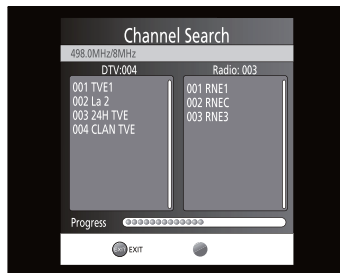 Channel Search
498.0MHz/8MHz
DTV:004
Radio: 003
001 TVE1
002 La 2
003 24H TVE
004 CLAN TVE
001 RNE1
002 RNEC
003 RNE3
Progress
EXIT EXIT